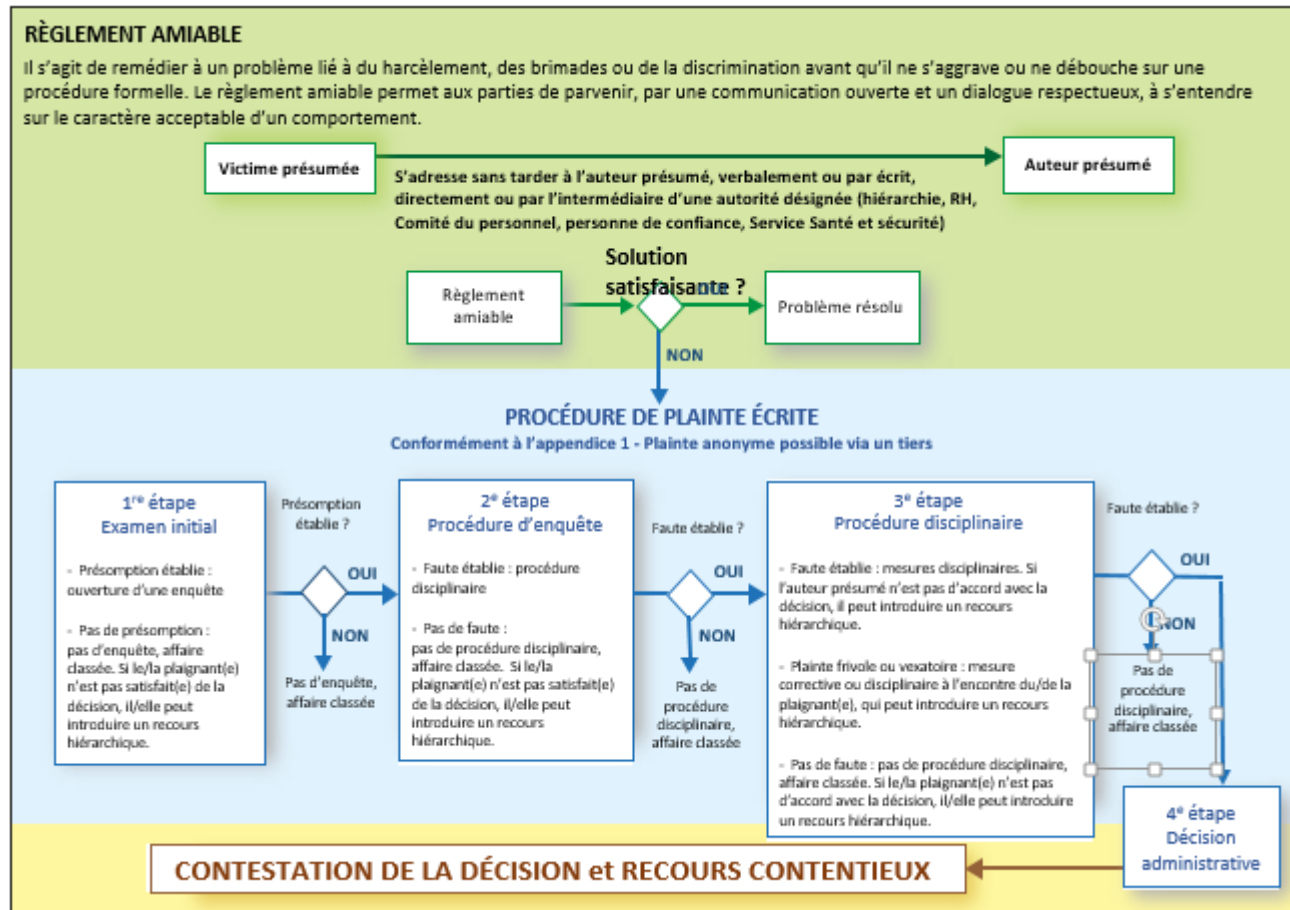 RÈGLEMENT AMIABLE
Il s'agit de remédier à un problème lié à du harcèlement, des brimades ou de la discrimination avant qu'il ne s'aggrave ou ne débouche sur une
procédure formelle. Le règlement amiable permet aux parties de parvenir, par une communication ouverte et un dialogue respectueux, à s'entendre
sur le caractère acceptable d'un comportement.
Victime présumée
Auteur présumé
S'adresse sans tarder à l'auteur présumé, verbalement ou par écrit,
directement ou par l'intermédiaire d'une autorité désignée (hiérarchie, RH,
Comité du personnel, personne de confiance, Service Santé et sécurité)
Solution
satisfaisante ?
Règlement
amiable
Problème résolu
NON
PROCÉDURE DE PLAINTE ÉCRITE
Conformément à l'appendice 1 - Plainte anonyme possible via un tiers
1re étape
Examen initial
- Présomption établie :
ouverture d'une enquête
- Pas de présomption :
pas d'enquête, affaire
classée. Si le/la plaignant(e)
n'est pas satisfait(e) de la
décision, il/elle peut
introduire un recours
hiérarchique.
Présomption
établie ?
OUI
NON
Pas d'enquête,
affaire classée
2e étape
Procédure d'enquête
- Faute établie : procédure
disciplinaire
- Pas de faute :
pas de procédure disciplinaire,
affaire classée. Si le/la
plaignant(e) n'est pas satisfait(e)
de la décision, il/elle peut
introduire un recours
hiérarchique.
Faute établie ?
OUI
NON
Pas de
procédure
disciplinaire,
affaire classée
3e étape
Procédure disciplinaire
- Faute établie : mesures disciplinaires. Si
l'auteur présumé n'est pas d'accord avec la
décision, il peut introduire un recours
hiérarchique.
- Plainte frivole ou vexatoire : mesure
corrective ou disciplinaire à l'encontre du/de la
plaignant(e), qui peut introduire un recours
hiérarchique.
- Pas de faute : pas de procédure disciplinaire,
affaire classée. Si le/la plaignant(e) n'est pas
d'accord avec la décision, il/elle peut introduire
un recours hiérarchique.
Faute établie ?
OUI
NON
Pas de
procédure
disciplinaire,
affaire classée
4e étape
Décision
administrative
CONTESTATION DE LA DÉCISION et RECOURS CONTENTIEUX